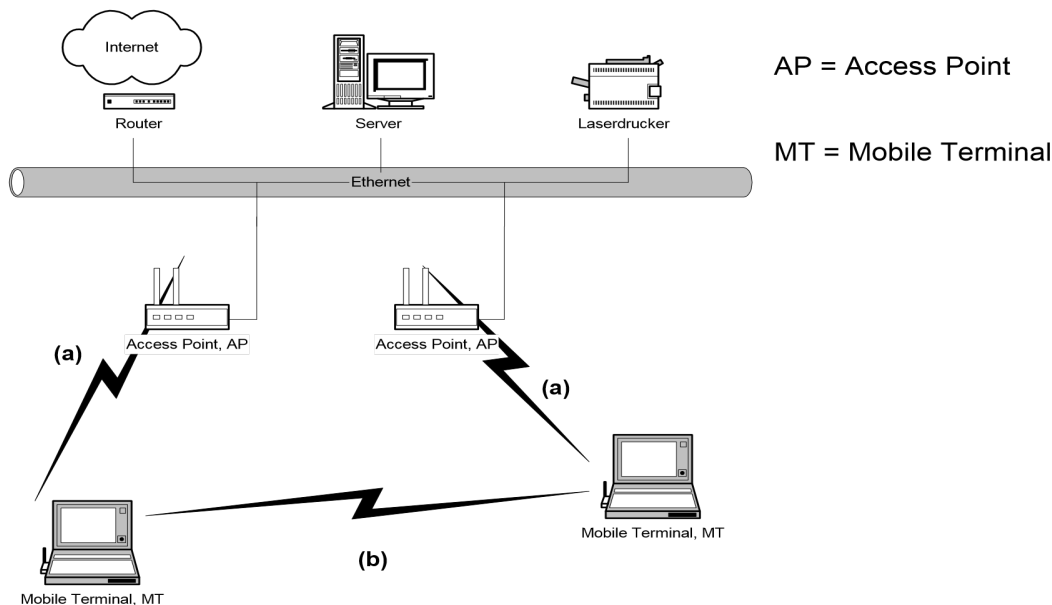 Internet
Router
Server
Laserdrucker
AP = Access Point
MT = Mobile Terminal
Ethernet
Access Point, AP
Access Point, AP
(a)
(a)
Mobile Terminal, MT
(b)
Mobile Terminal, MT